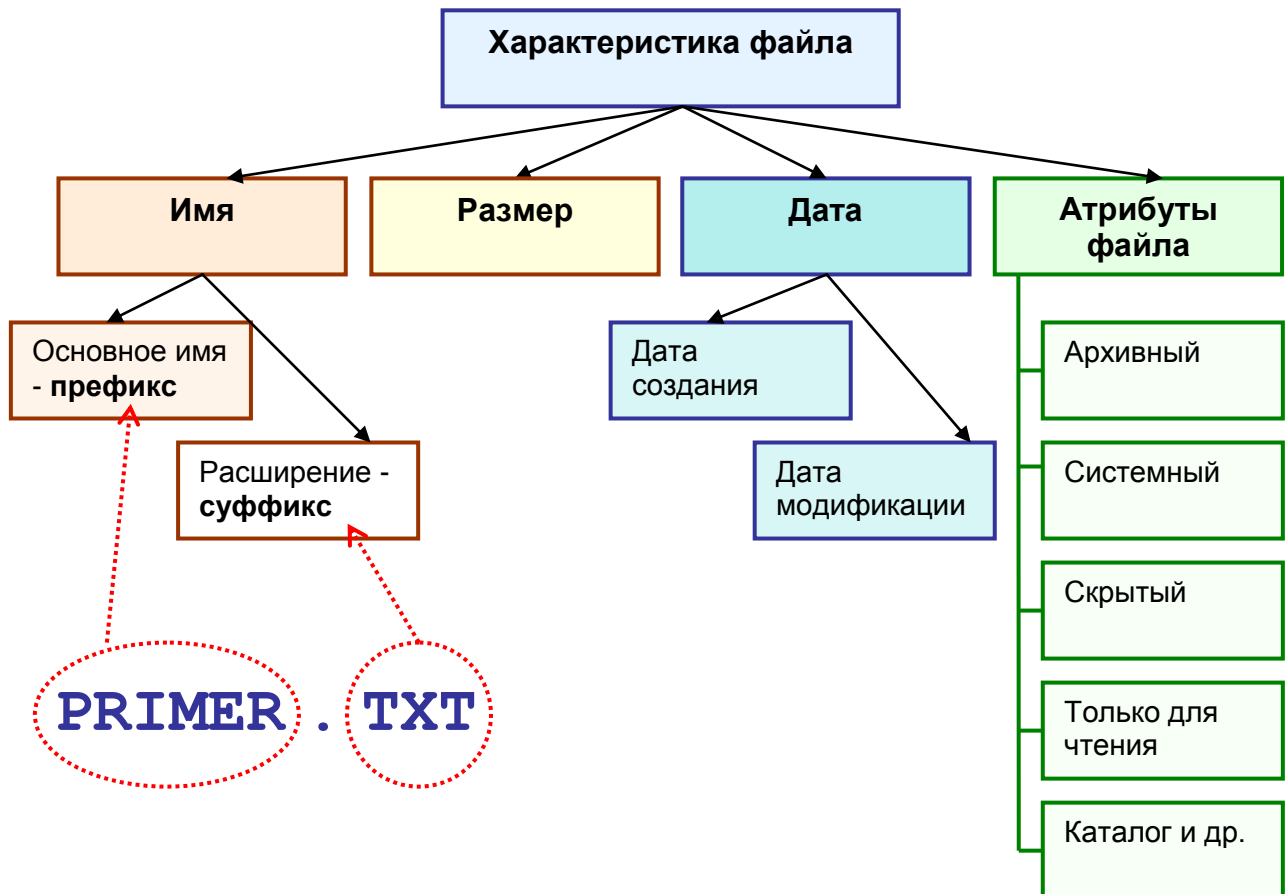 Характеристика файла
Имя
Размер
Дата
Атрибуты
файла
Основное имя
- префикс
Расширение -
суффикс
Дата
создания
Дата
модификации
Архивный
Системный
Скрытый
Только для
чтения
Каталог и др.
PRIMER . TXT